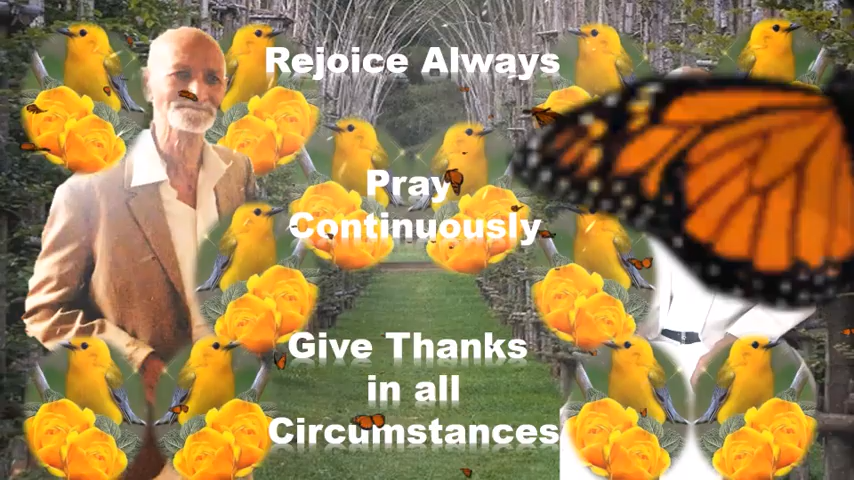 Rejoice Always
Pray
Continuously
Give Thanks
in all
Circumstances